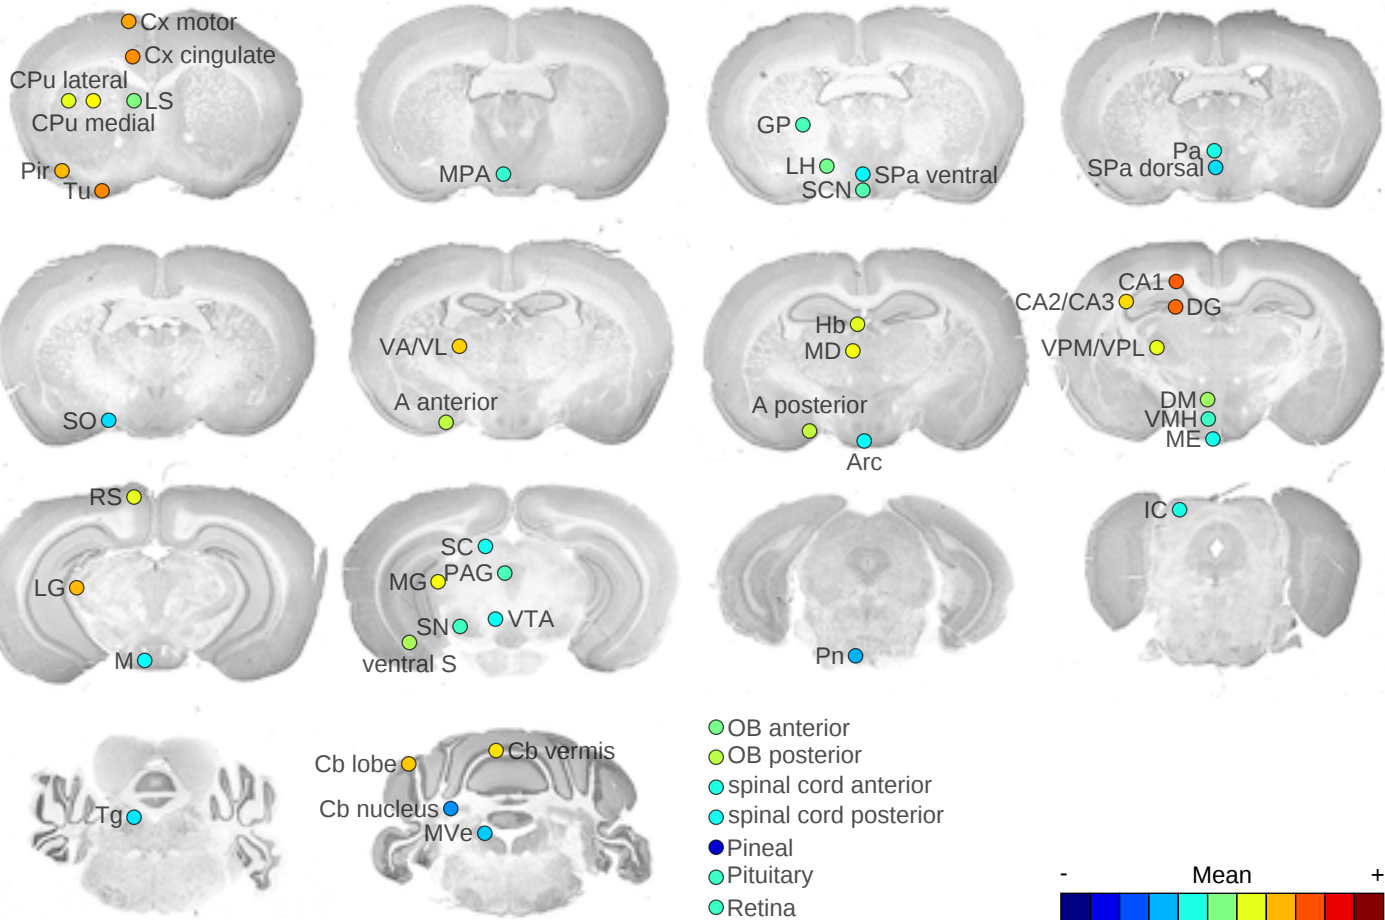 Cx motor
Cx cingulate
CPu lateral
LS
CPu medial
Pir
Tu
MPA
GP
LH
SPa ventral
SCN
Pa
SPa dorsal
SO
VA/VL
A anterior
Hb
MD
A posterior
Arc
CA1
CA2/CA3
DG
VPM/VPL
DM
VMH
ME
RS
LG
M
SC
PAG
MG
VTA
SN
ventral S
Pn
IC
Tg
Cb vermis
Cb lobe
Cb nucleus
MVe
OB anterior
OB posterior
spinal cord anterior
spinal cord posterior
Pineal
Pituitary
Retina
- Mean +